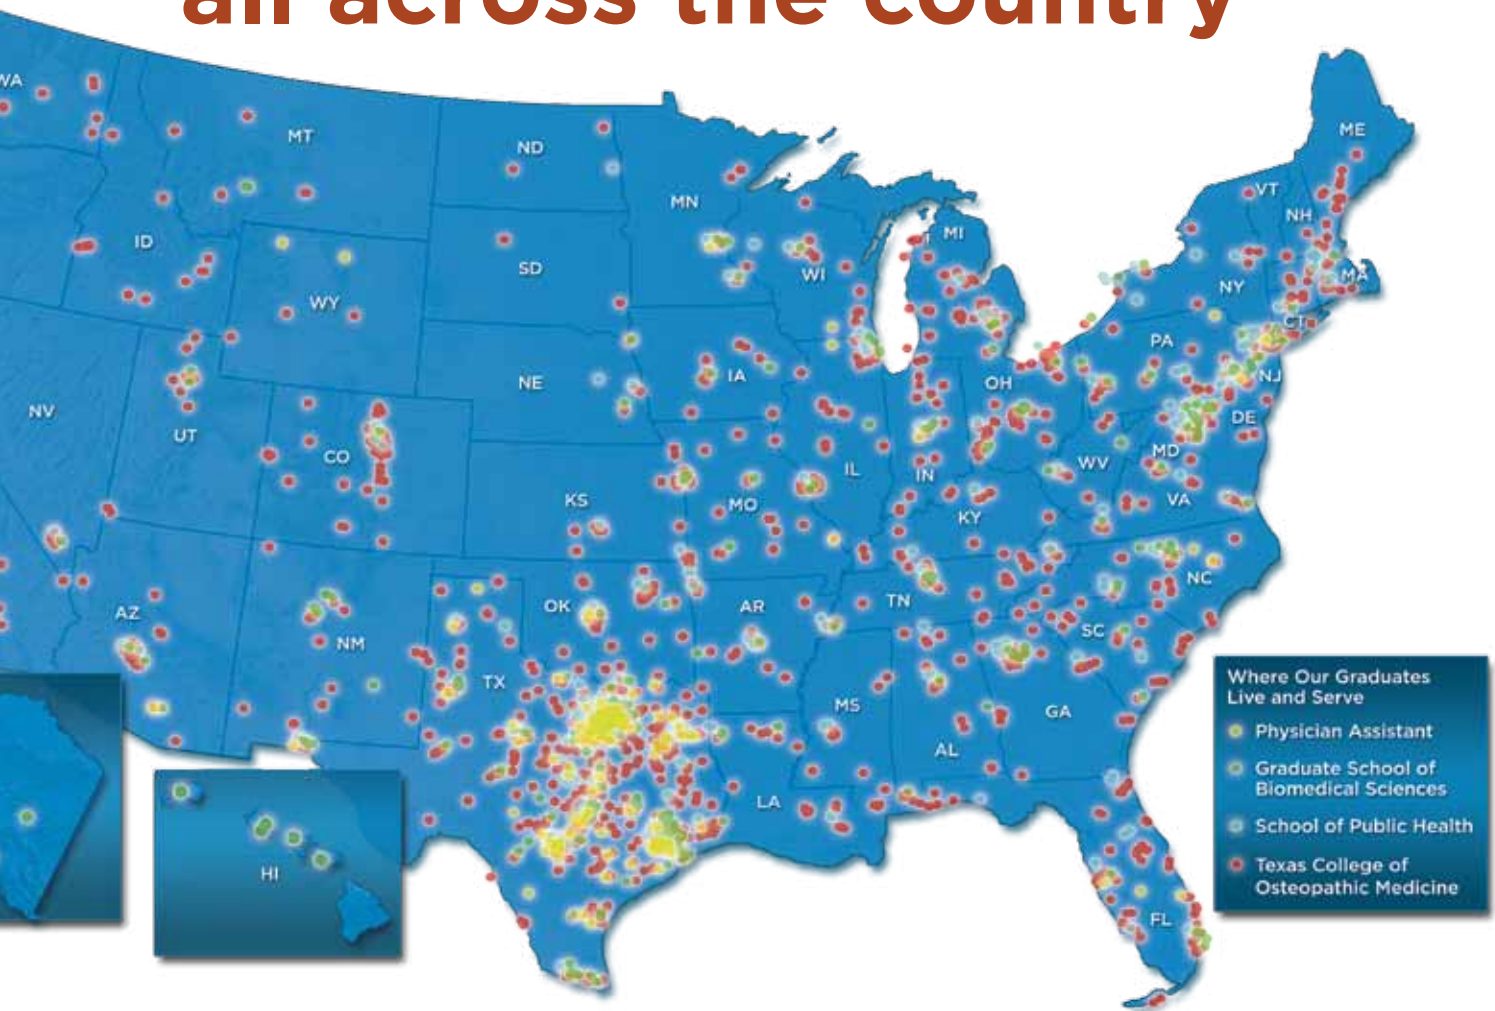 all across the country
WA
MT
ND
ME
VT
MN
NH
ID
MI
SD
WI
MA
NY
WY
CT
PA
NE
IA
OH
NJ
NV
DE
UT
CO
MD
IL
IN
WV
KS
MO
VA
KY
NC
AZ
OK
AR
TN
SC
NM
TX
MS
GA
AL
LA
HI
FL
Where Our Graduates
Live and Serve
Physician Assistant
Graduate School of
Biomedical Sciences
School of Public Health
Texas College of
Osteopathic Medicine